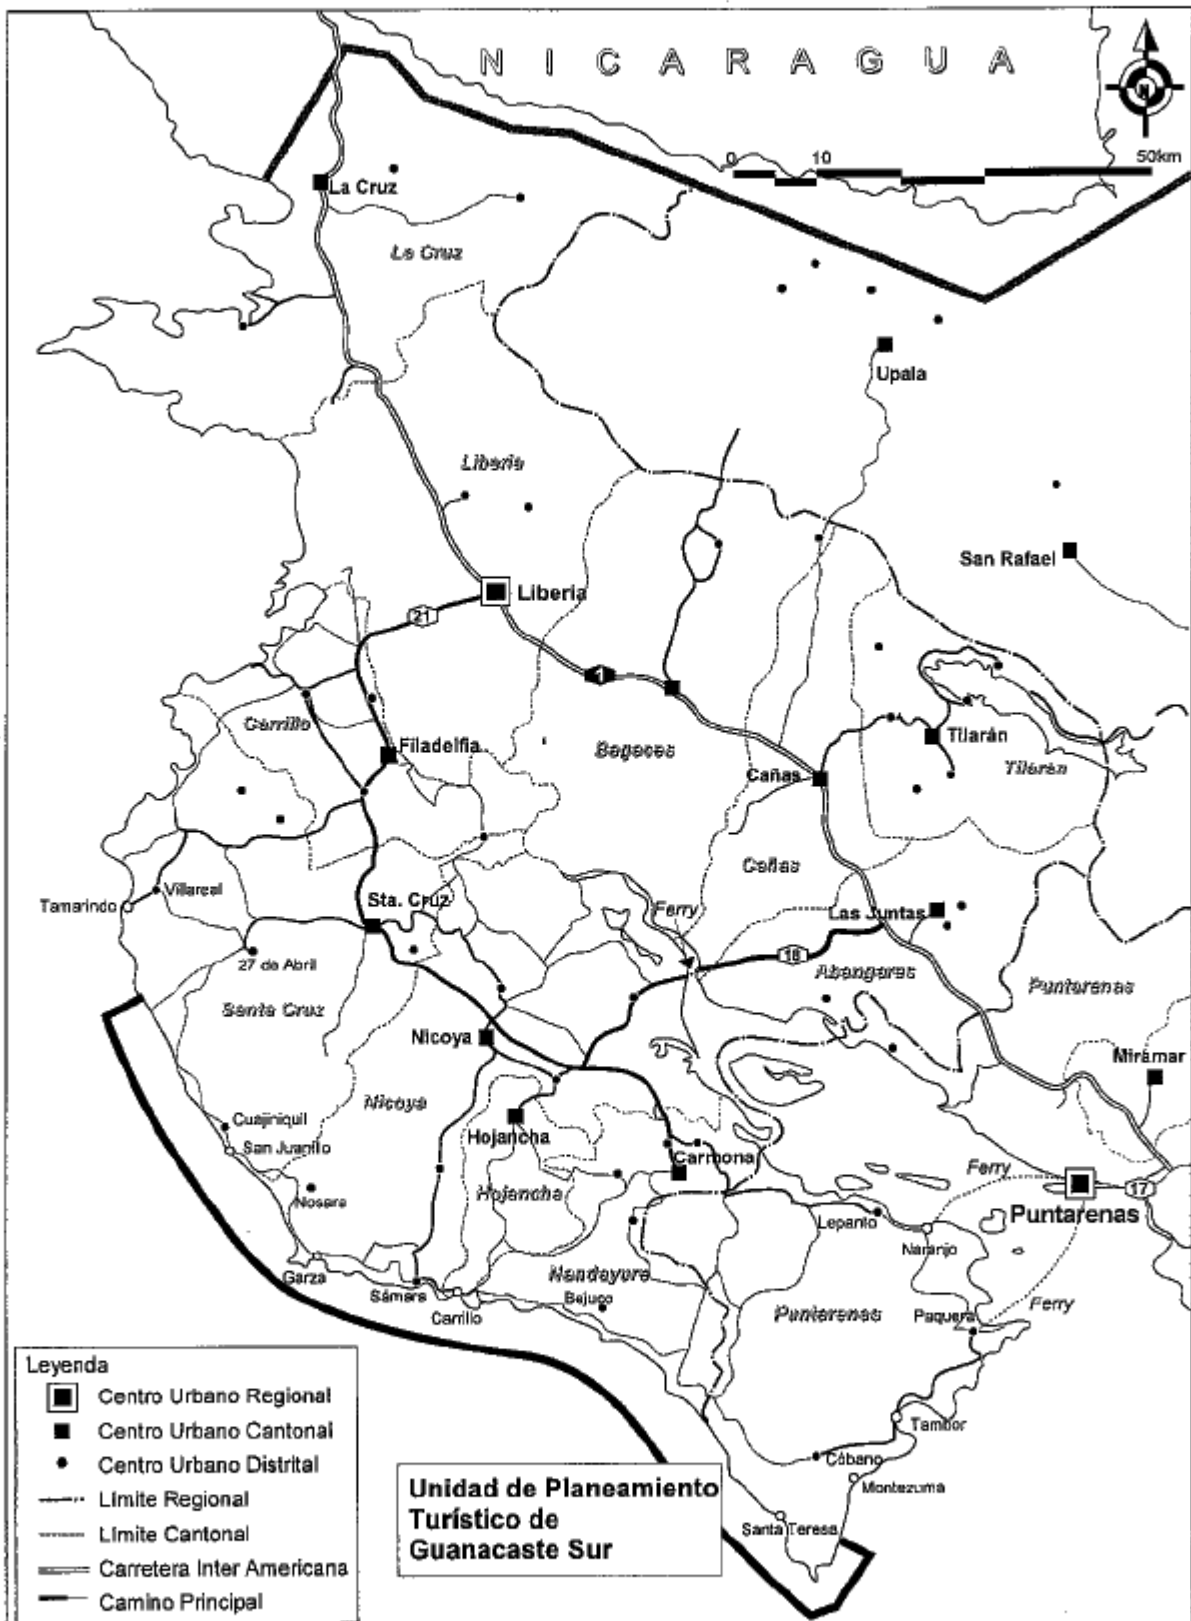 N I C A R A G U A
N
0 10 50km
La Cruz
La Cruz
Upala
Liberia
San Rafael
Liberia
21
1
Carrillo
Filadelfia
Bagaces
Tilarán
Cañas
Tilarán
Cañas
Villareal
Tamarindo
Sta. Cruz
Ferry
Las Juntas
27 de Abril
18
Abangares
Santa Cruz
Puntarenas
Nicoya
Miramar
Nicoya
Cuajiniquil
Hojancha
San Juanillo
Carmona
Ferry
Nosara
Hojancha
17
Puntarenas
Lepanto
Naranjo
Garza
Nandayure
Sámara
Bejuco
Carrillo
Puntarenas
Paquera
Ferry
Tambor
Cóbano
Montezuma
Santa Teresa
Leyenda
Centro Urbano Regional
Centro Urbano Cantonal
Centro Urbano Distrital
Límite Regional
Límite Cantonal
Carretera Inter Americana
Camino Principal
Unidad de Planeamiento
Turístico de
Guanacaste Sur